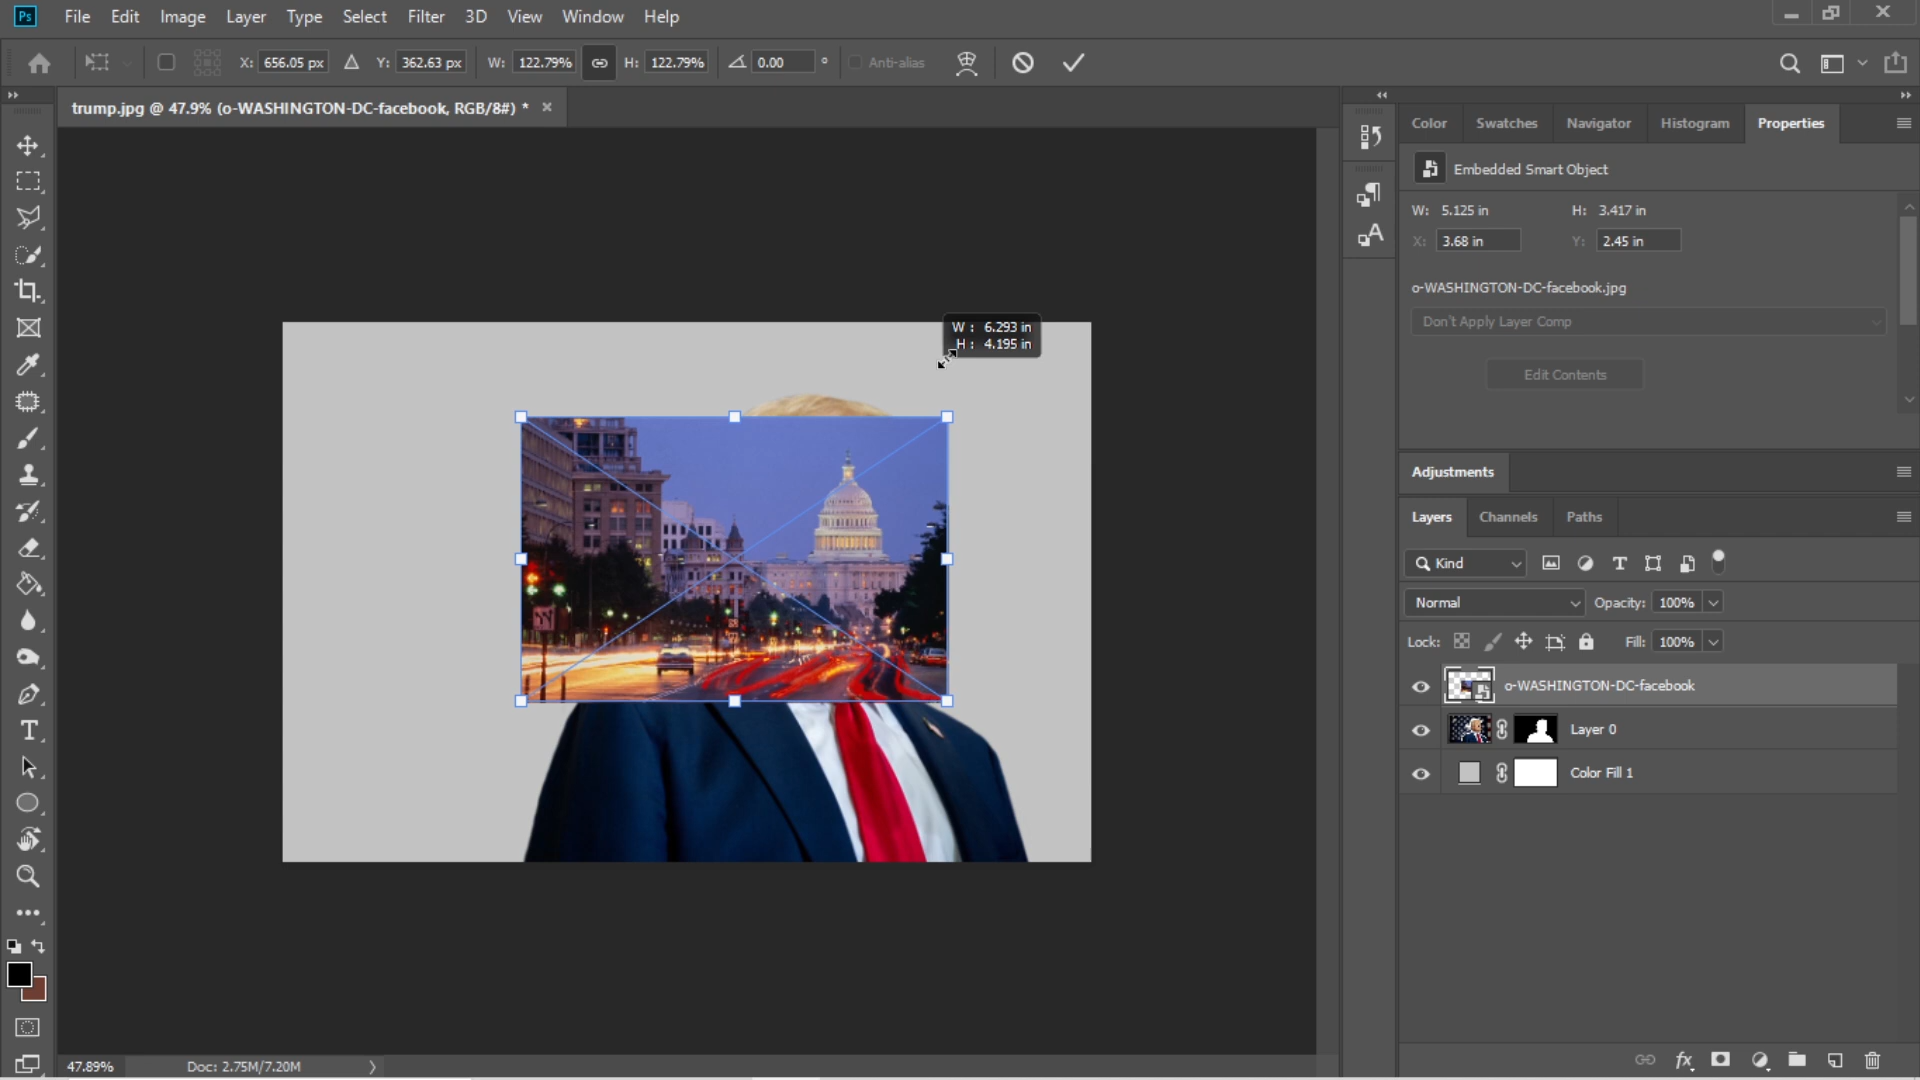 Ps File Edit Image Layer Type Select Filter 3D View Window Help
X: 656.05 px Y: 362.63 px W: 122.79% H: 122.79% 0.00 ° Anti-alias
trump.jpg @ 47.9% (o-WASHINGTON-DC-facebook, RGB/8#) * ×
Color Swatches Navigator Histogram Properties
Embedded Smart Object
W: 5.125 in H: 3.417 in
X: 3.68 in Y: 2.45 in
o-WASHINGTON-DC-facebook.jpg
Don't Apply Layer Comp
Edit Contents
W : 6.293 in
H : 4.195 in
Adjustments
Layers Channels Paths
Kind
Normal Opacity: 100%
Lock: Fill: 100%
o-WASHINGTON-DC-facebook
Layer 0
Color Fill 1
47.89% Doc: 2.75M/7.20M